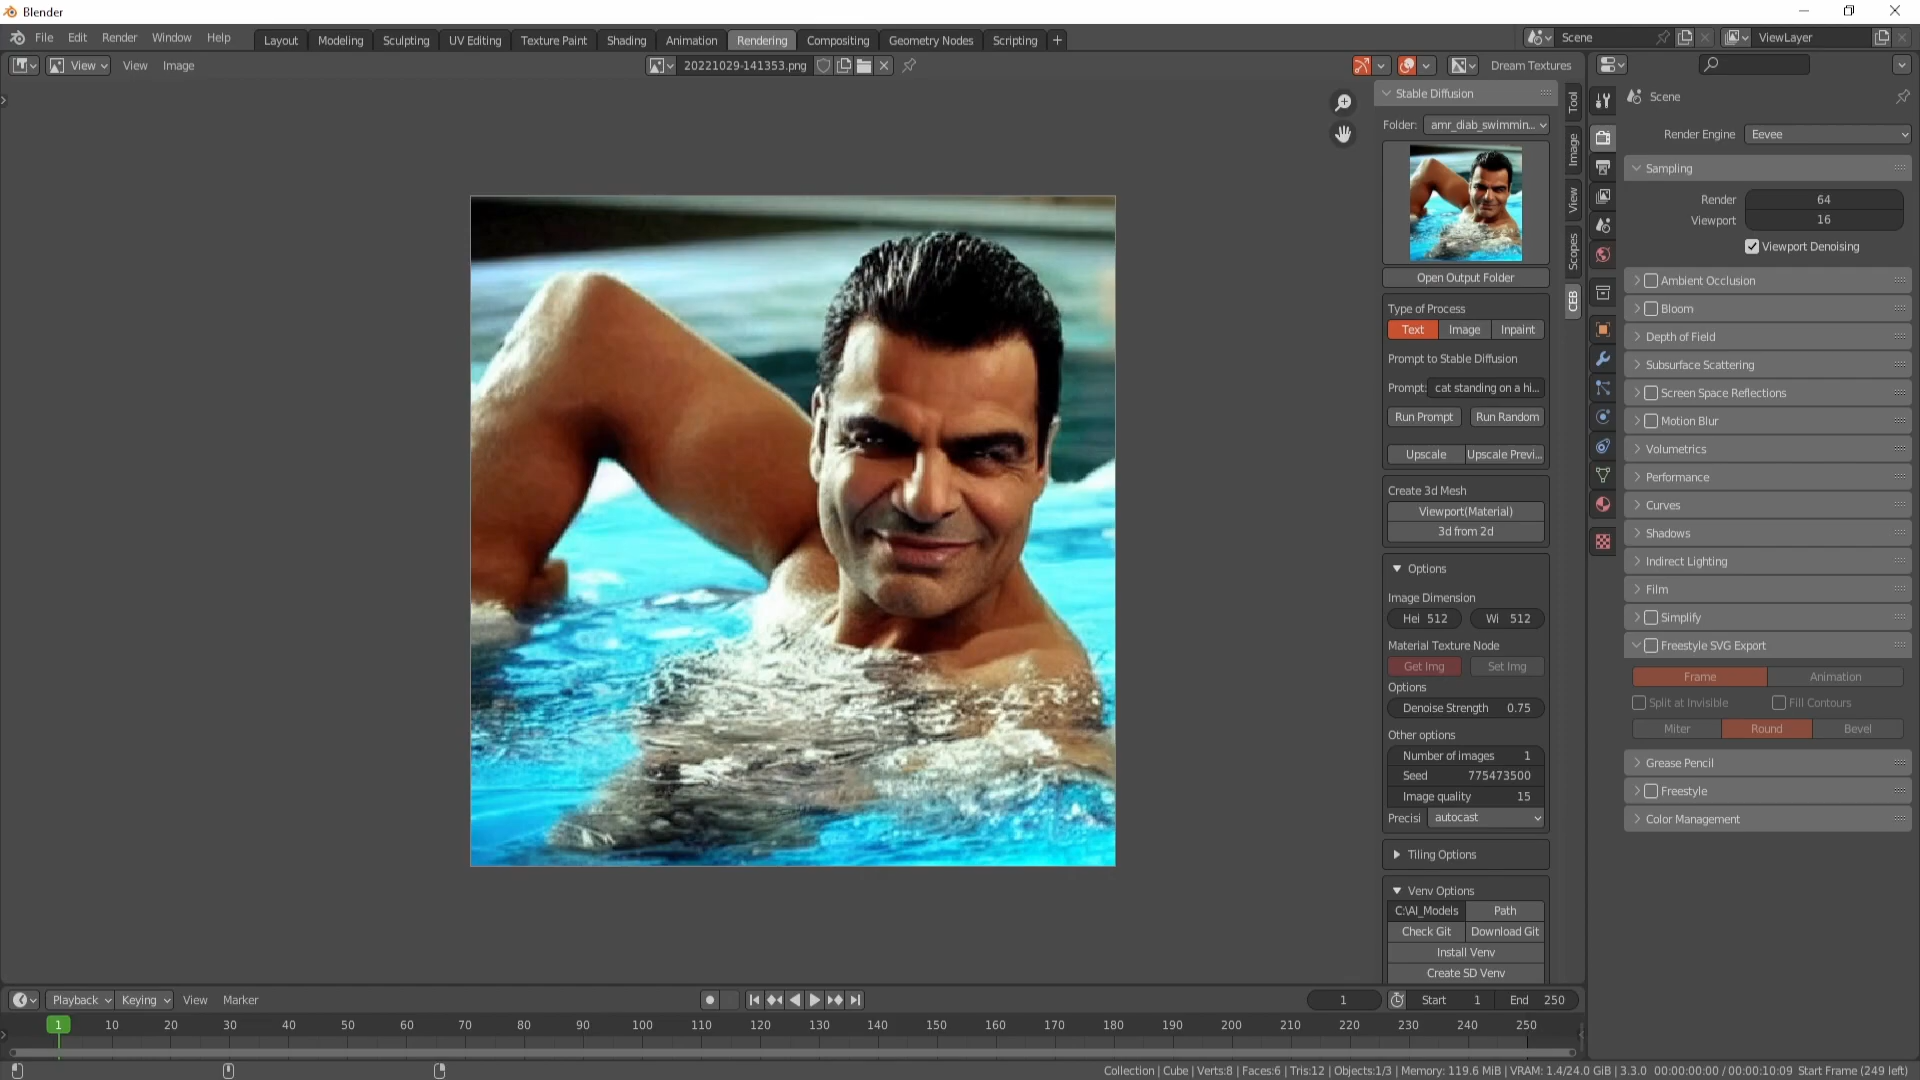 Blender
File Edit Render Window Help
Layout Modeling Sculpting UV Editing Texture Paint Shading Animation Rendering Compositing Geometry Nodes Scripting +
Scene
ViewLayer
View View Image
20221029-141353.png
Dream Textures
Stable Diffusion
Folder: amr_diab_swimmin...
Open Output Folder
Type of Process
Text Image Inpaint
Prompt to Stable Diffusion
Prompt: cat standing on a hi...
Run Prompt Run Random
Upscale Upscale Previ...
Create 3d Mesh
Viewport(Material)
3d from 2d
Options
Image Dimension
Hei 512 Wi 512
Material Texture Node
Get Img Set Img
Options
Denoise Strength 0.75
Other options
Number of images 1
Seed 775473500
Image quality 15
Precisi autocast
Tiling Options
Venv Options
C:\AI_Models Path
Check Git Download Git
Install Venv
Create SD Venv
Tool
Image
View
Scopes
CEB
Scene
Render Engine Eevee
Sampling
Render 64
Viewport 16
Viewport Denoising
Ambient Occlusion
Bloom
Depth of Field
Subsurface Scattering
Screen Space Reflections
Motion Blur
Volumetrics
Performance
Curves
Shadows
Indirect Lighting
Film
Simplify
Freestyle SVG Export
Frame Animation
Split at Invisible Fill Contours
Miter Round Bevel
Grease Pencil
Freestyle
Color Management
Playback Keying View Marker
1 Start 1 End 250
1 10 20 30 40 50 60 70 80 90 100 110 120 130 140 150 160 170 180 190 200 210 220 230 240 250
Collection | Cube | Verts:8 | Faces:6 | Tris:12 | Objects:1/3 | Memory: 119.6 MiB | VRAM: 1.4/24.0 GiB | 3.3.0 00:00:00:00 / 00:00:10:09 Start Frame (249 left)